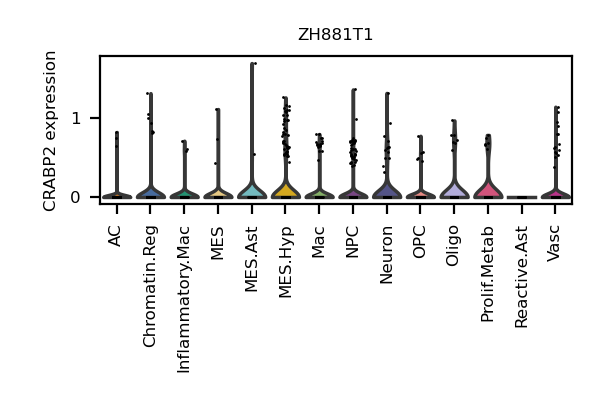 ZH881T1
CRABP2 expression
1
0
AC
Chromatin.Reg
Inflammatory.Mac
MES
MES.Ast
MES.Hyp
Mac
NPC
Neuron
OPC
Oligo
Prolif.Metab
Reactive.Ast
Vasc